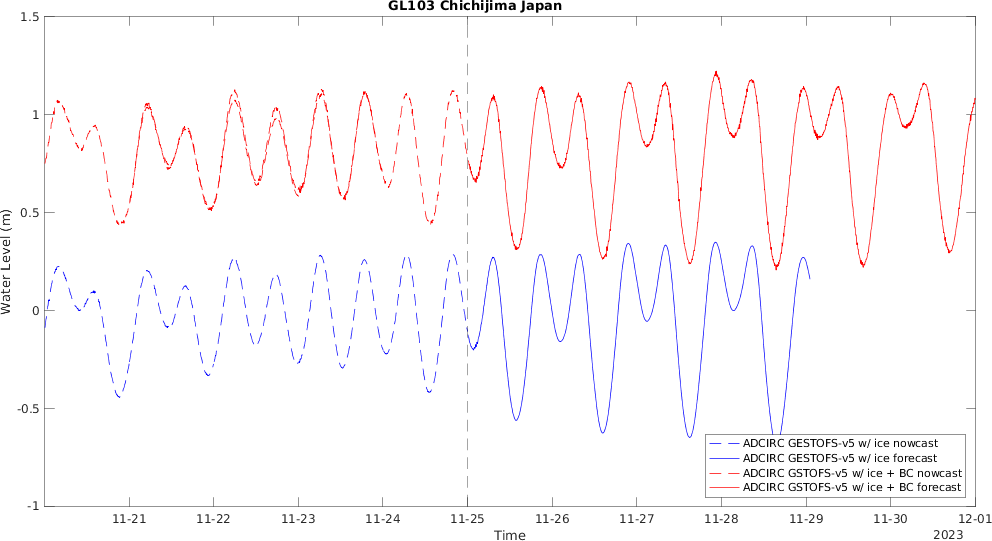 GL103 Chichijima Japan
1.5
1
0.5
0
-0.5
-1
Water Level (m)
ADCIRC GESTOFS-v5 w/ ice nowcast
ADCIRC GESTOFS-v5 w/ ice forecast
ADCIRC GSTOFS-v5 w/ ice + BC nowcast
ADCIRC GSTOFS-v5 w/ ice + BC forecast
11-21 11-22 11-23 11-24 11-25 11-26 11-27 11-28 11-29 11-30 12-01
Time
2023